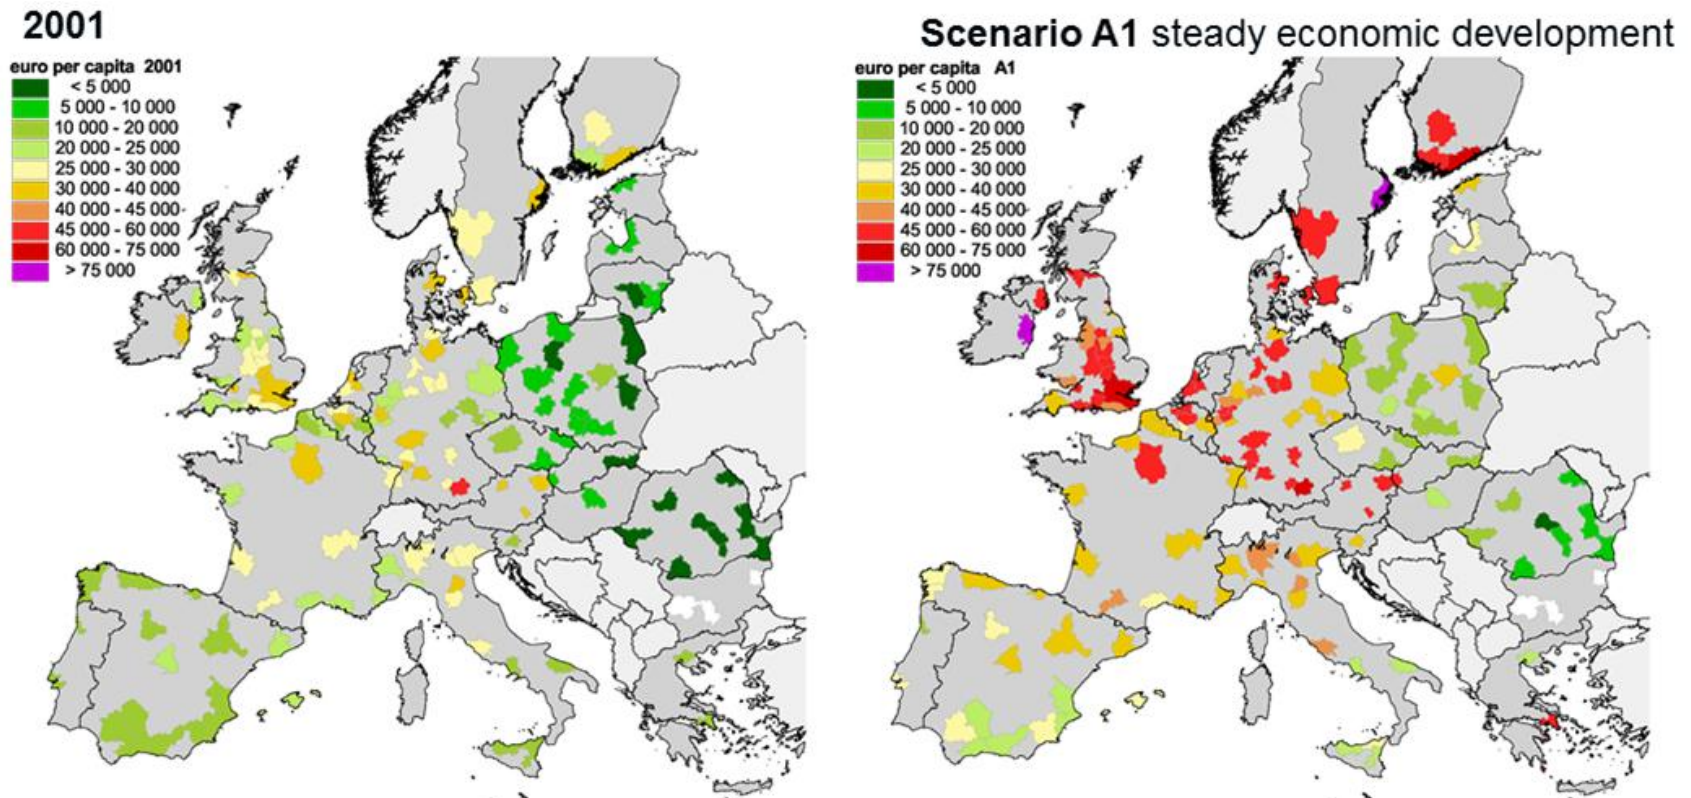 2001
euro per capita 2001
< 5 000
5 000 - 10 000
10 000 - 20 000
20 000 - 25 000
25 000 - 30 000
30 000 - 40 000
40 000 - 45 000
45 000 - 60 000
60 000 - 75 000
> 75 000
Scenario A1 steady economic development
euro per capita A1
< 5 000
5 000 - 10 000
10 000 - 20 000
20 000 - 25 000
25 000 - 30 000
30 000 - 40 000
40 000 - 45 000
45 000 - 60 000
60 000 - 75 000
> 75 000